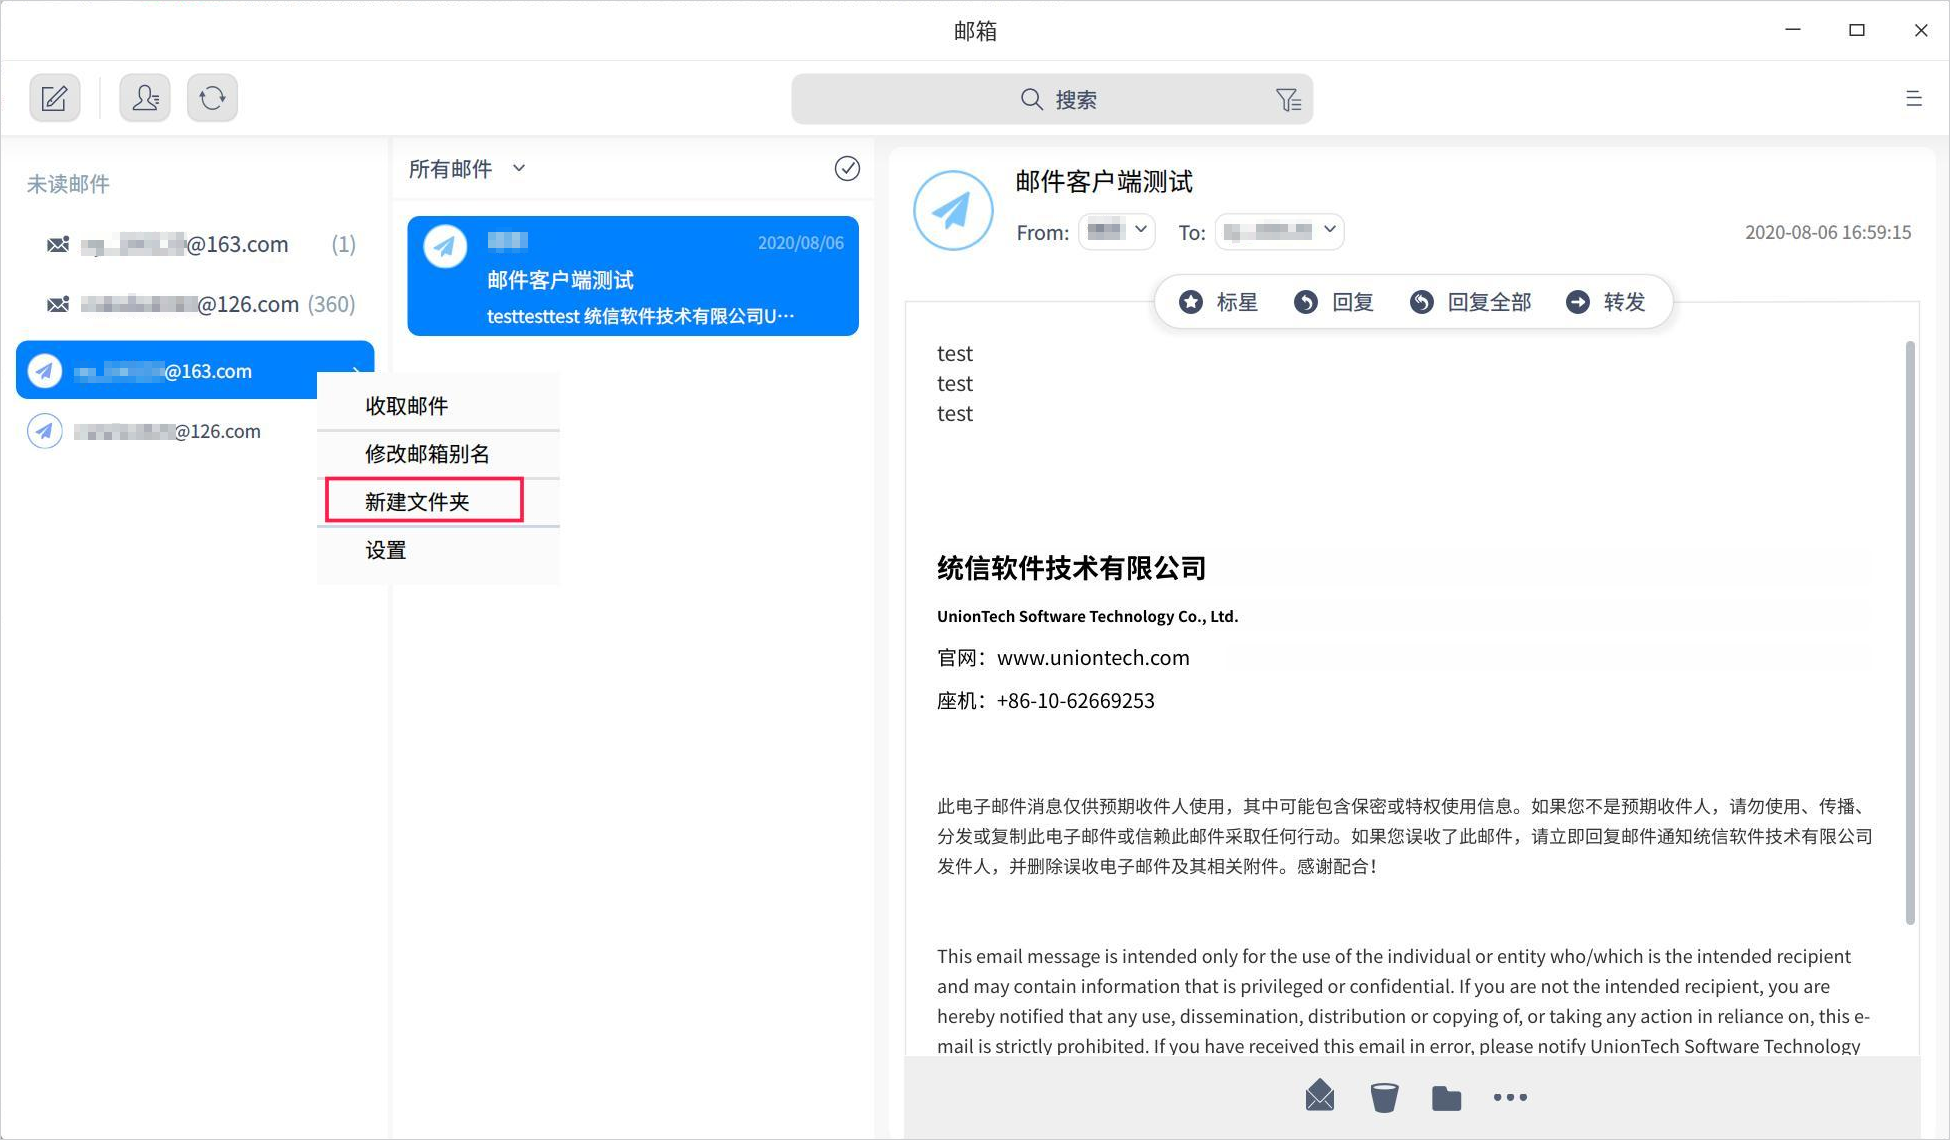 邮箱
搜索
未读邮件
@163.com (1)
@126.com (360)
@163.com
@126.com
收取邮件
修改邮箱别名
新建文件夹
设置
所有邮件
2020/08/06
邮件客户端测试
testtesttest 统信软件技术有限公司U···
邮件客户端测试
From: To: 2020-08-06 16:59:15
标星 回复 回复全部 转发
test
test
test
统信软件技术有限公司
UnionTech Software Technology Co., Ltd.
官网：www.uniontech.com
座机：+86-10-62669253
此电子邮件消息仅供预期收件人使用，其中可能包含保密或特权使用信息。如果您不是预期收件人，请勿使用、传播、
分发或复制此电子邮件或信赖此邮件采取任何行动。如果您误收了此邮件，请立即回复邮件通知统信软件技术有限公司
发件人，并删除误收电子邮件及其相关附件。感谢配合！
This email message is intended only for the use of the individual or entity who/which is the intended recipient
and may contain information that is privileged or confidential. If you are not the intended recipient, you are
hereby notified that any use, dissemination, distribution or copying of, or taking any action in reliance on, this e-
mail is strictly prohibited. If you have received this email in error, please notify UnionTech Software Technology